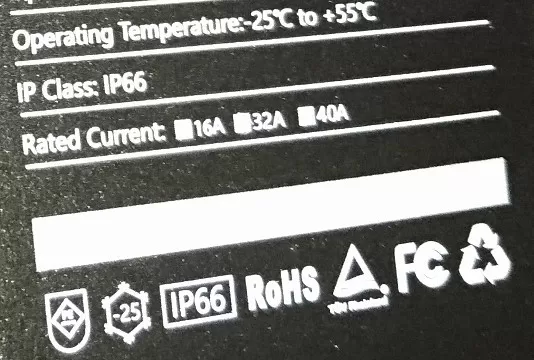 Operating Temperature:-25℃ to +55℃
IP Class: IP66
Rated Current: 16A 32A 40A
-25 IP66 RoHS FC